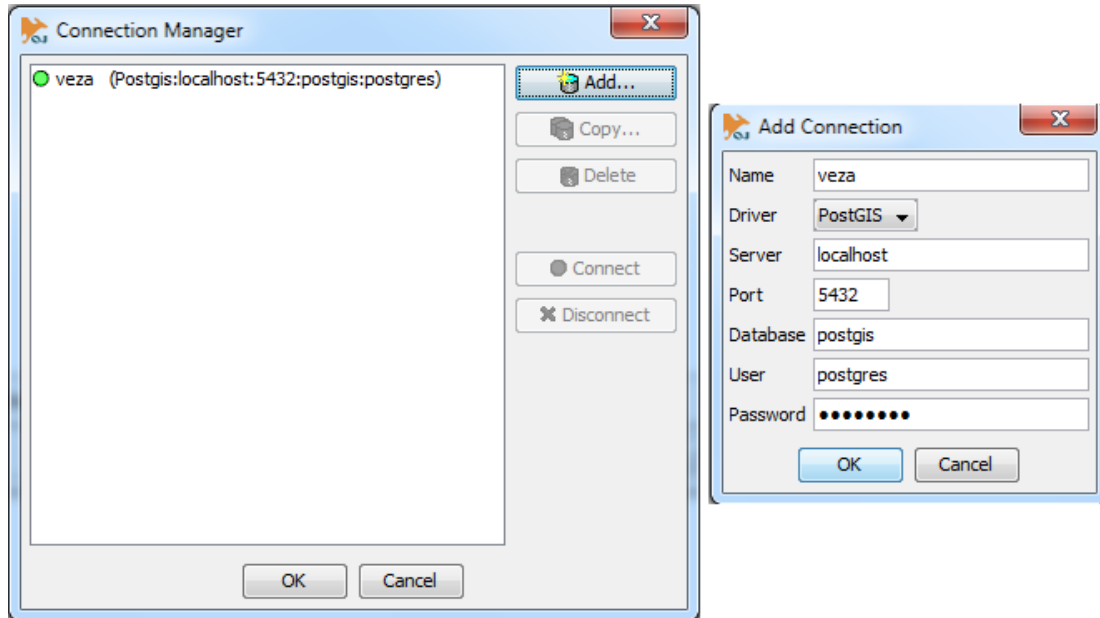 Connection Manager
veza (Postgis:localhost:5432:postgis:postgres)
Add...
Copy...
Delete
Connect
Disconnect
OK Cancel
Add Connection
Name veza
Driver PostGIS
Server localhost
Port 5432
Database postgis
User postgres
Password ●●●●●●●●
OK Cancel